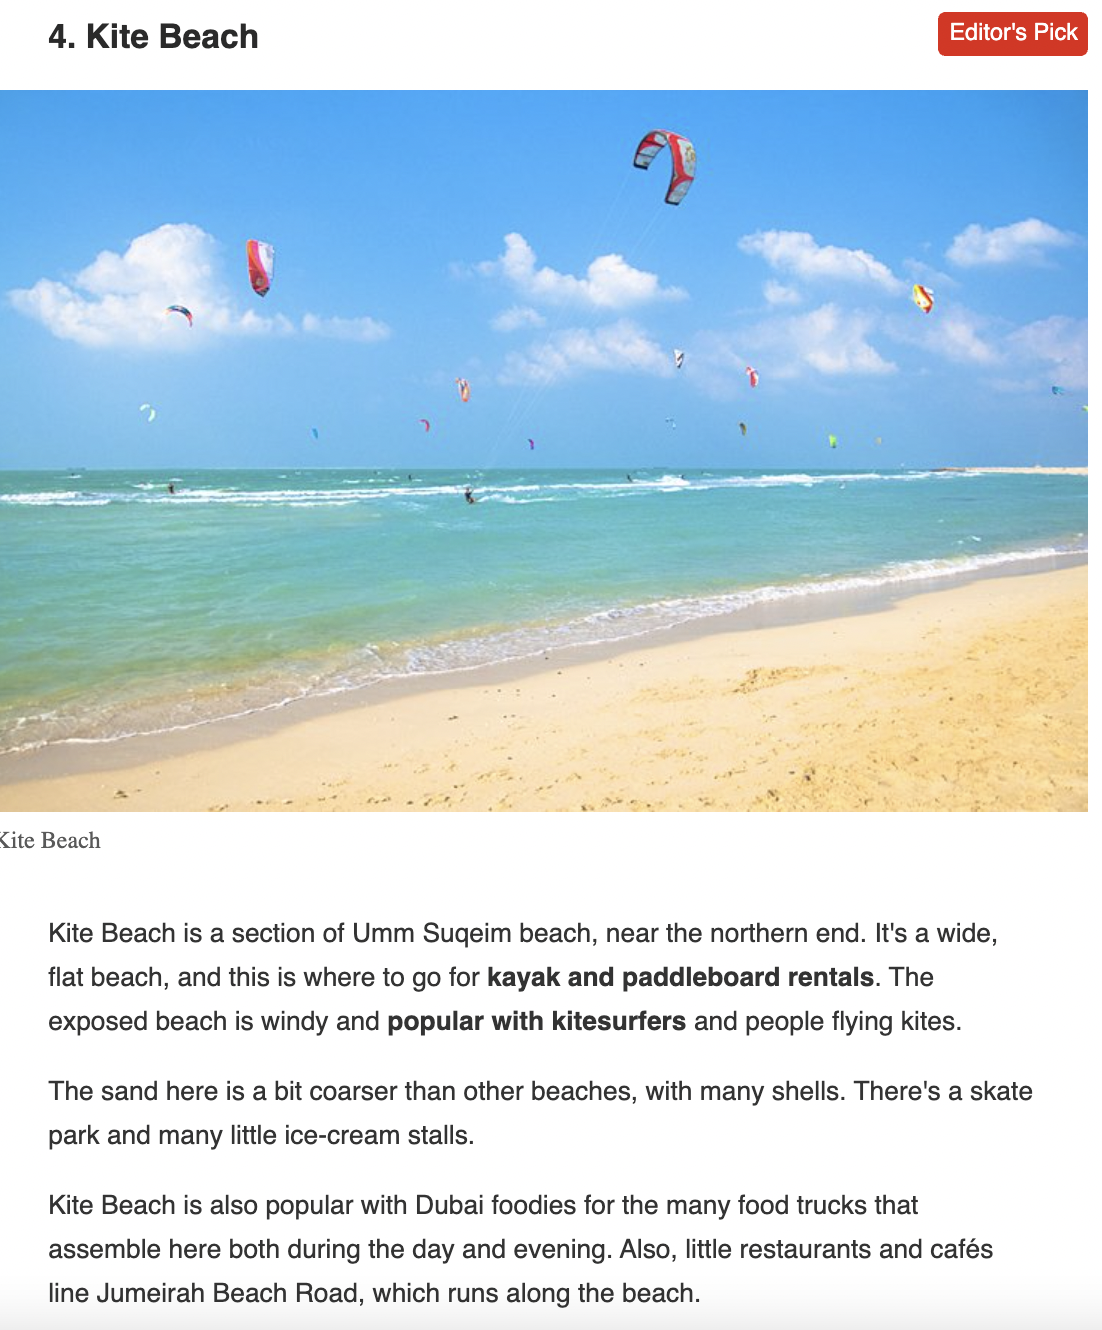 4. Kite Beach
Editor's Pick
Kite Beach
Kite Beach is a section of Umm Suqeim beach, near the northern end. It's a wide,
flat beach, and this is where to go for kayak and paddleboard rentals. The
exposed beach is windy and popular with kitesurfers and people flying kites.
The sand here is a bit coarser than other beaches, with many shells. There's a skate
park and many little ice-cream stalls.
Kite Beach is also popular with Dubai foodies for the many food trucks that
assemble here both during the day and evening. Also, little restaurants and cafés
line Jumeirah Beach Road, which runs along the beach.